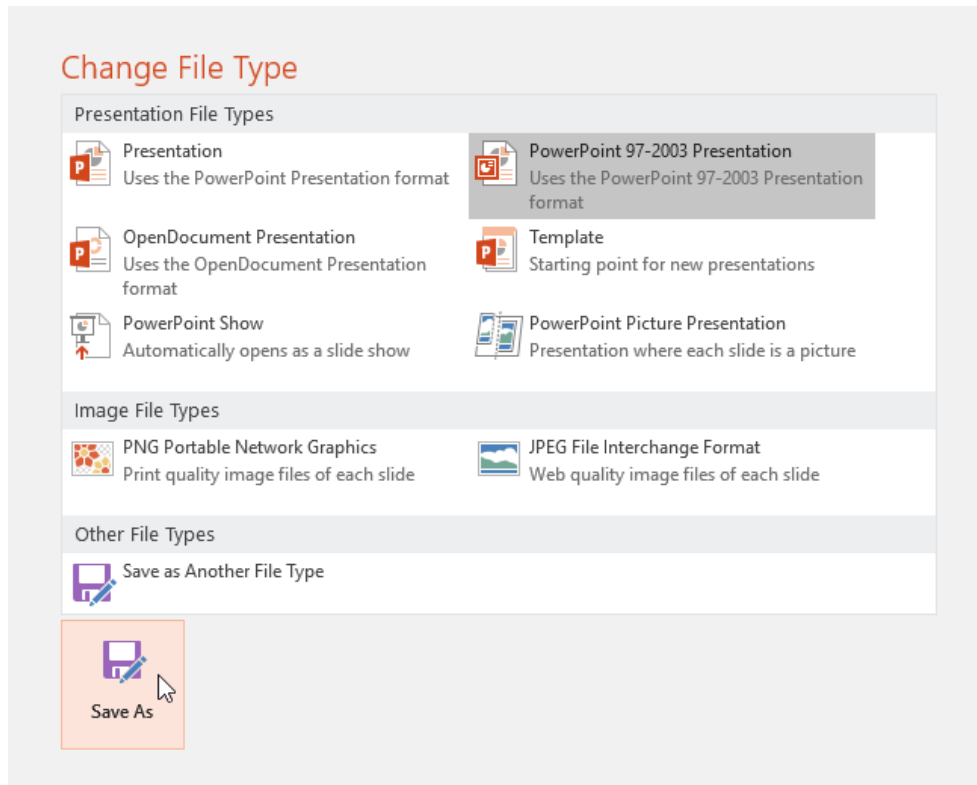 Change File Type
Presentation File Types
Presentation
Uses the PowerPoint Presentation format
PowerPoint 97-2003 Presentation
Uses the PowerPoint 97-2003 Presentation
format
OpenDocument Presentation
Uses the OpenDocument Presentation
format
Template
Starting point for new presentations
PowerPoint Show
Automatically opens as a slide show
PowerPoint Picture Presentation
Presentation where each slide is a picture
Image File Types
PNG Portable Network Graphics
Print quality image files of each slide
JPEG File Interchange Format
Web quality image files of each slide
Other File Types
Save as Another File Type
Save As